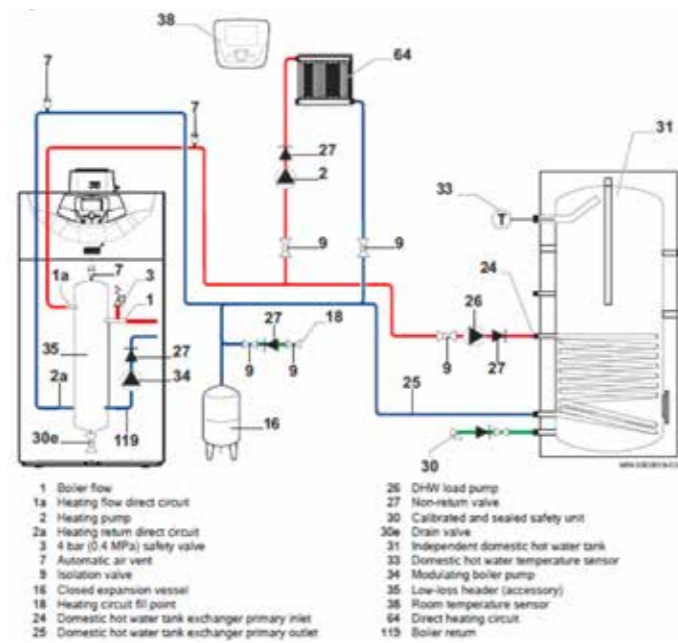 38
64
7
7
27
2
31
33
T
9
9
24
1a
7
3
1
26
27
18
35
27
9
9
9
27
2a
34
25
16
30e
119
30
1 Boiler flow
1a Heating flow direct circuit
2 Heating pump
2a Heating return direct circuit
3 4 bar (0.4 MPa) safety valve
7 Automatic air vent
9 Isolation valve
16 Closed expansion vessel
18 Heating circuit fill point
24 Domestic hot water tank exchanger primary inlet
25 Domestic hot water tank exchanger primary outlet
26 DHW load pump
27 Non-return valve
30 Calibrated and sealed safety unit
30e Drain valve
31 Independent domestic hot water tank
33 Domestic hot water temperature sensor
34 Modulating boiler pump
35 Low-loss header (accessory)
38 Room temperature sensor
64 Direct heating circuit
119 Boiler return